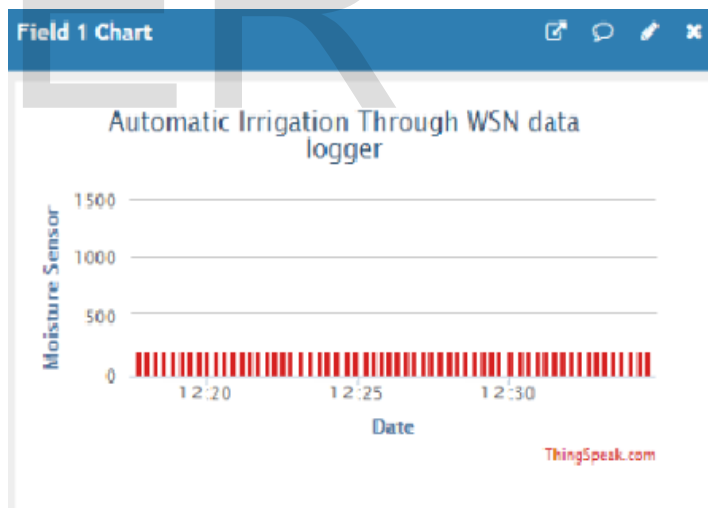 Field 1 Chart
Automatic Irrigation Through WSN data
logger
Moisture Sensor
1500
1000
500
0
12:20 12:25 12:30
Date
ThingSpeak.com
ER